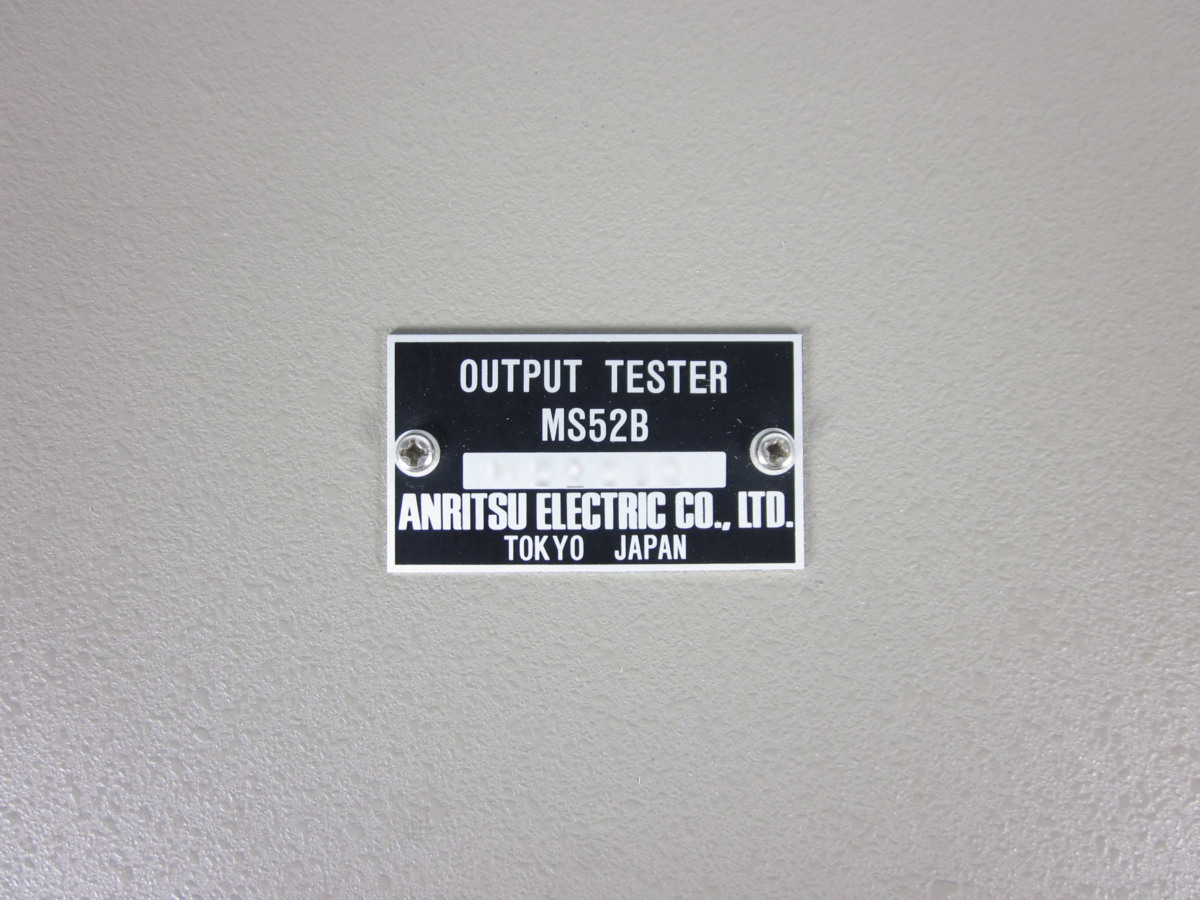 OUTPUT TESTER
MS52B
ANRITSU ELECTRIC CO., LTD.
TOKYO JAPAN